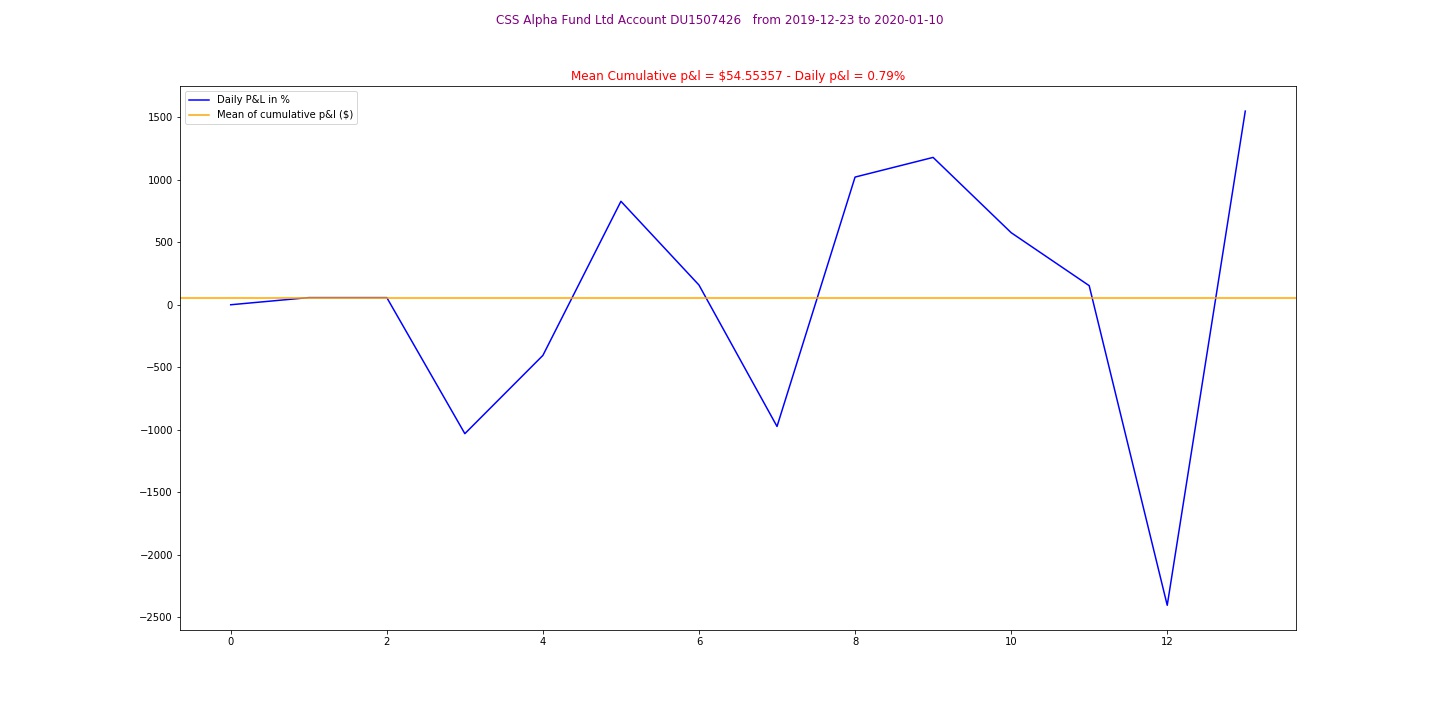 CSS Alpha Fund Ltd Account DU1507426   from 2019-12-23 to 2020-01-10
Mean Cumulative p&l = $54.55357 - Daily p&l = 0.79%
Daily P&L in %
Mean of cumulative p&l ($)
1500
1000
500
0
−500
−1000
−1500
−2000
−2500
0 2 4 6 8 10 12